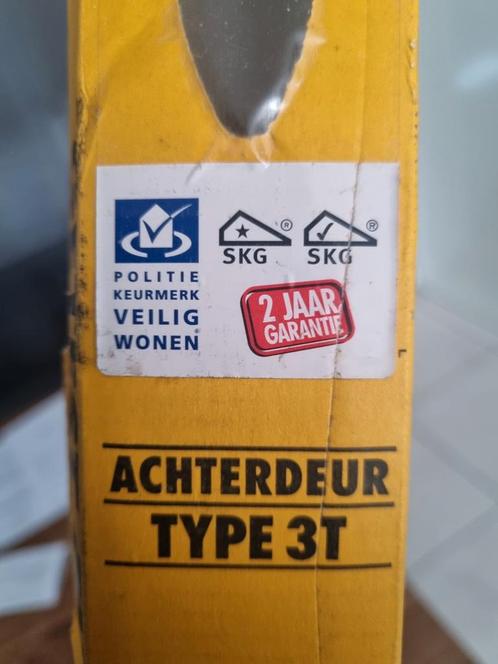 POLITIE
KEURMERK
VEILIG
WONEN
SKG ®
SKG ®
2 JAAR
GARANTIE
ACHTERDEUR
TYPE 3T